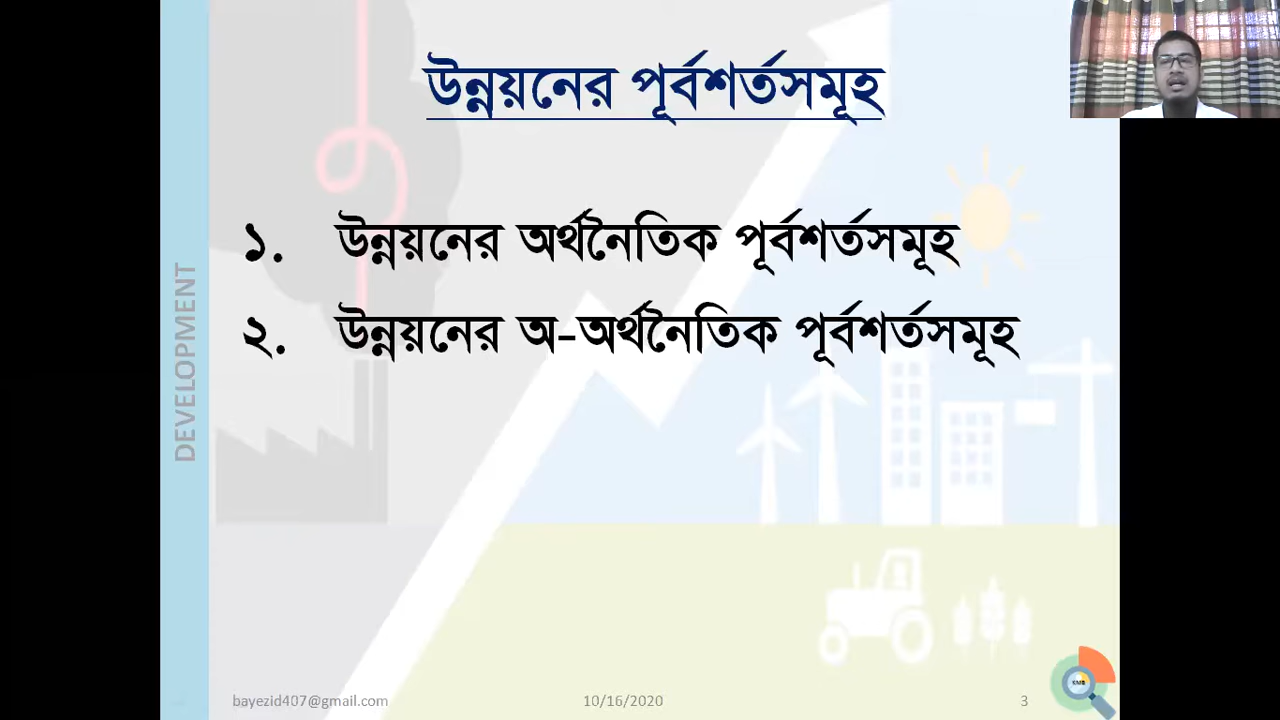 উন্নয়নের পূর্বশর্তসমূহ
১. উন্নয়নের অর্থনৈতিক পূর্বশর্তসমূহ
২. উন্নয়নের অ-অর্থনৈতিক পূর্বশর্তসমূহ
DEVELOPMENT
bayezid407@gmail.com 10/16/2020 3
KMB